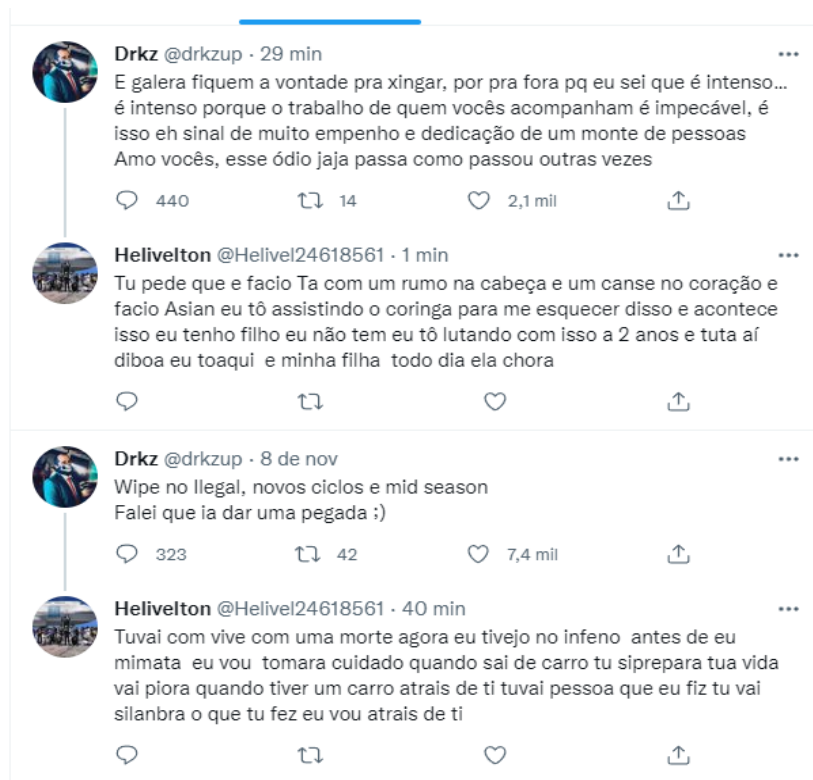 Drkz @drkzup · 29 min
E galera fiquem a vontade pra xingar, por pra fora pq eu sei que é intenso...
é intenso porque o trabalho de quem vocês acompanham é impecável, é
isso eh sinal de muito empenho e dedicação de um monte de pessoas
Amo vocês, esse ódio jaja passa como passou outras vezes
440 14 2,1 mil
Helivelton @Helivel24618561 · 1 min
Tu pede que e facio Ta com um rumo na cabeça e um canse no coração e
facio Asian eu tô assistindo o coringa para me esquecer disso e acontece
isso eu tenho filho eu não tem eu tô lutando com isso a 2 anos e tuta aí
diboa eu toaqui e minha filha todo dia ela chora
Drkz @drkzup · 8 de nov
Wipe no Ilegal, novos ciclos e mid season
Falei que ia dar uma pegada ;)
323 42 7,4 mil
Helivelton @Helivel24618561 · 40 min
Tuvai com vive com uma morte agora eu tivejo no infeno antes de eu
mimata eu vou tomara cuidado quando sai de carro tu siprepara tua vida
vai piora quando tiver um carro atrais de ti tuvai pessoa que eu fiz tu vai
silanbra o que tu fez eu vou atrais de ti